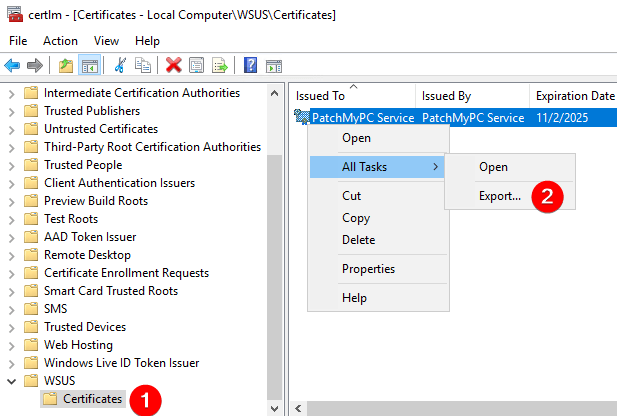 certlm - [Certificates - Local Computer\WSUS\Certificates]
File Action View Help
Intermediate Certification Authorities
Trusted Publishers
Untrusted Certificates
Third-Party Root Certification Authorities
Trusted People
Client Authentication Issuers
Preview Build Roots
Test Roots
AAD Token Issuer
Remote Desktop
Certificate Enrollment Requests
Smart Card Trusted Roots
SMS
Trusted Devices
Web Hosting
Windows Live ID Token Issuer
WSUS
Certificates 1
Issued To Issued By Expiration Date
PatchMyPC Service PatchMyPC Service 11/2/2025
Open
All Tasks
Cut
Copy
Delete
Properties
Help
Open
Export... 2